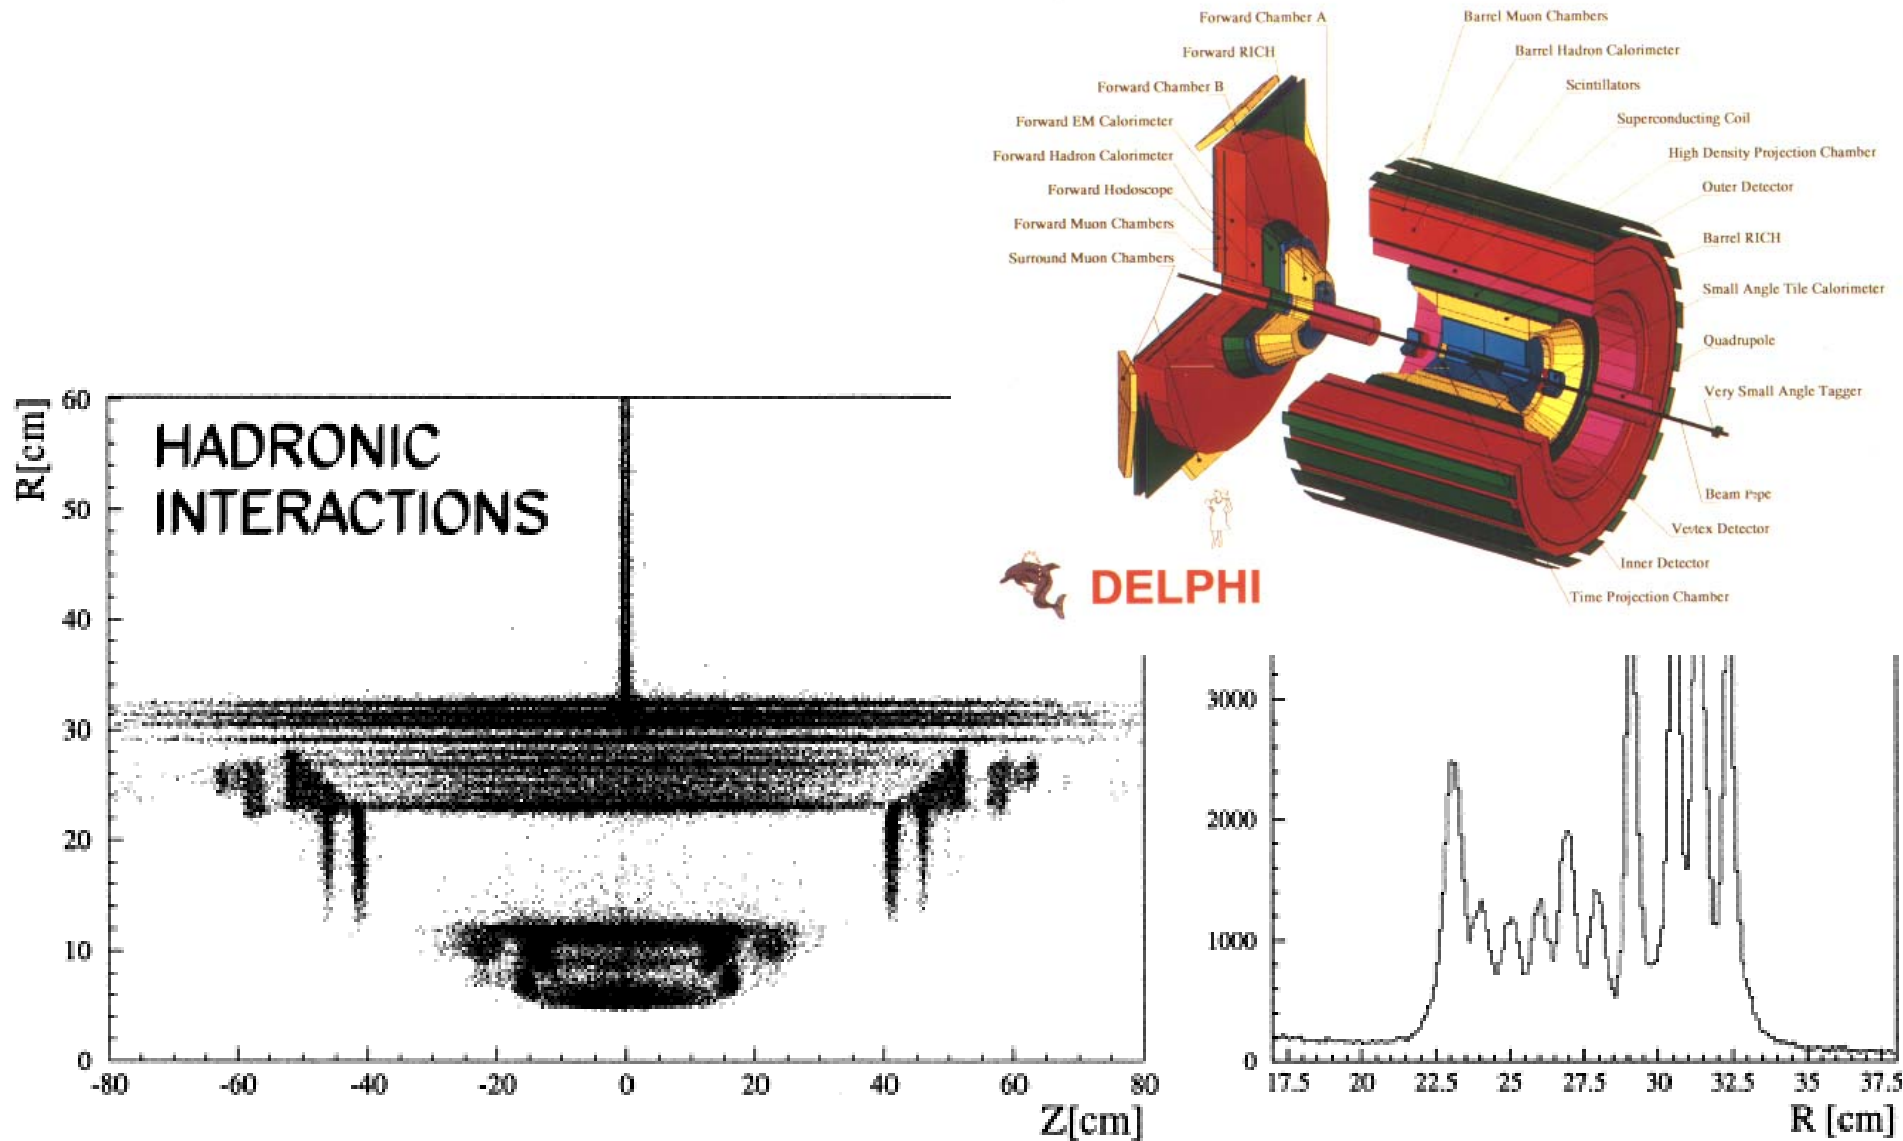 Forward Chamber A
Forward RICH
Forward Chamber B
Forward EM Calorimeter
Forward Hadron Calorimeter
Forward Hodoscope
Forward Muon Chambers
Surround Muon Chambers
Barrel Muon Chambers
Barrel Hadron Calorimeter
Scintillators
Superconducting Coil
High Density Projection Chamber
Outer Detector
Barrel RICH
Small Angle Tile Calorimeter
Quadrupole
Very Small Angle Tagger
Beam Pipe
Vertex Detector
Inner Detector
Time Projection Chamber
DELPHI
R[cm]
60
50
40
30
20
10
0
HADRONIC
INTERACTIONS
-80 -60 -40 -20 0 20 40 60 80
Z[cm]
3000
2000
1000
0
17.5 20 22.5 25 27.5 30 32.5 35 37.5
R [cm]